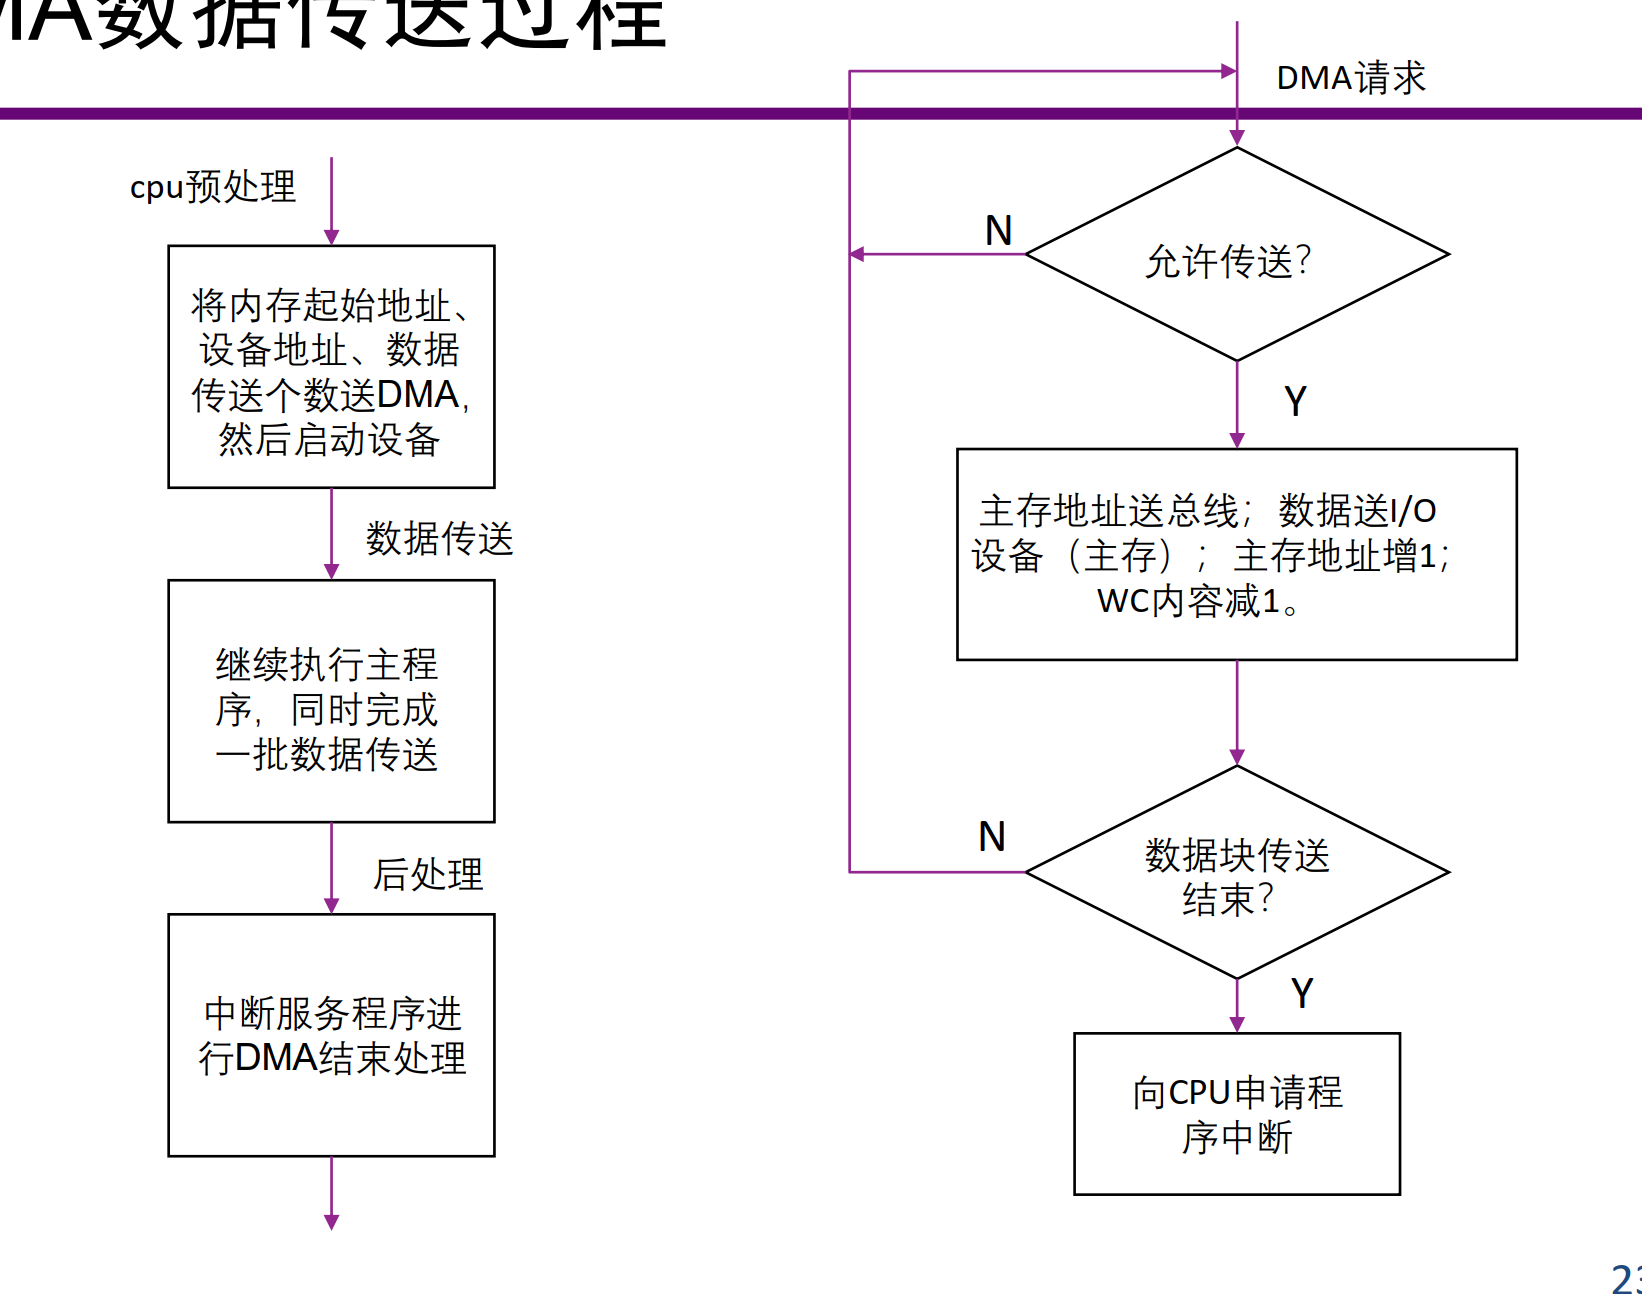 MA数据传送过程
cpu预处理
将内存起始地址、
设备地址、数据
传送个数送DMA,
然后启动设备
数据传送
继续执行主程
序,同时完成
一批数据传送
后处理
中断服务程序进
行DMA结束处理
DMA请求
允许传送?
N
Y
主存地址送总线;数据送I/O
设备(主存);主存地址增1;
WC内容减1。
数据块传送
结束?
N
Y
向CPU申请程
序中断